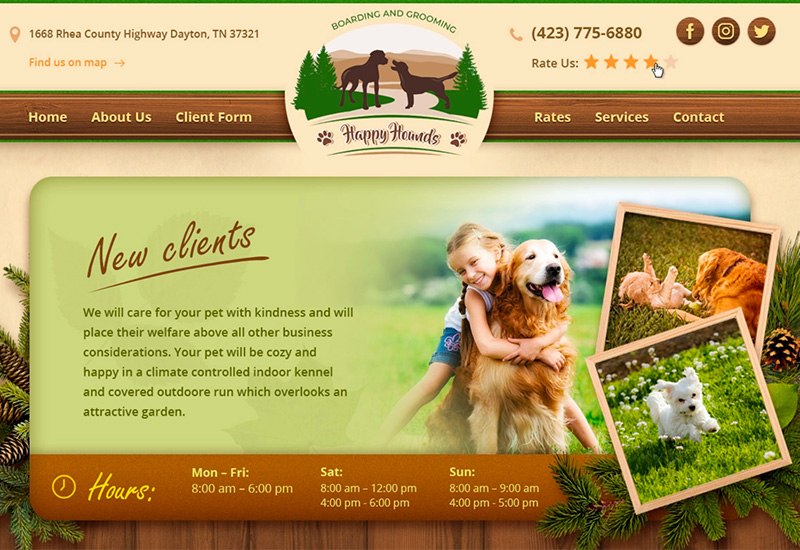 1668 Rhea County Highway Dayton, TN 37321
Find us on map
BOARDING AND GROOMING
Happy Hounds
(423) 775-6880
Rate Us:
Home
About Us
Client Form
Rates
Services
Contact
New clients
We will care for your pet with kindness and will
place their welfare above all other business
considerations. Your pet will be cozy and
happy in a climate controlled indoor kennel
and covered outdoore run which overlooks an
attractive garden.
Hours:
Mon – Fri:
8:00 am – 6:00 pm
Sat:
8:00 am – 12:00 pm
4:00 pm - 6:00 pm
Sun:
8:00 am – 9:00 am
4:00 pm - 5:00 pm